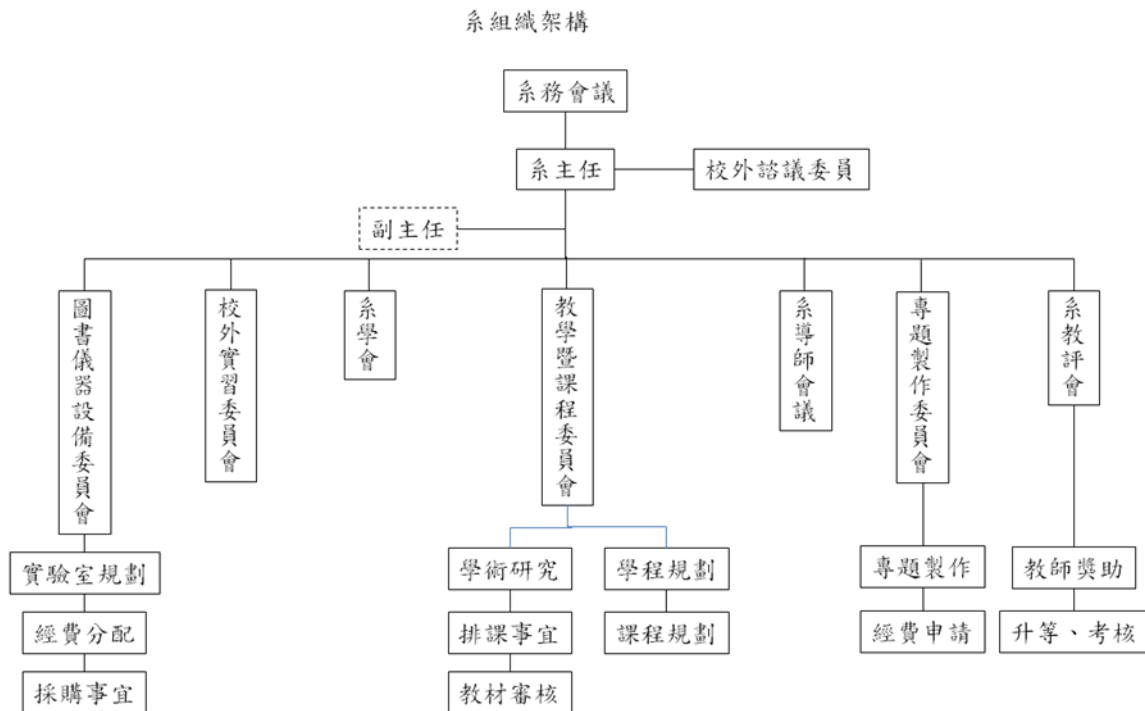 系組織架構
系務會議
系主任
校外諮議委員
副主任
圖書儀器設備委員會
校外實習委員會
系學會
教學暨課程委員會
系導師會議
專題製作委員會
系教評會
實驗室規劃
學術研究
學程規劃
專題製作
教師獎助
經費分配
排課事宜
課程規劃
經費申請
升等、考核
採購事宜
教材審核